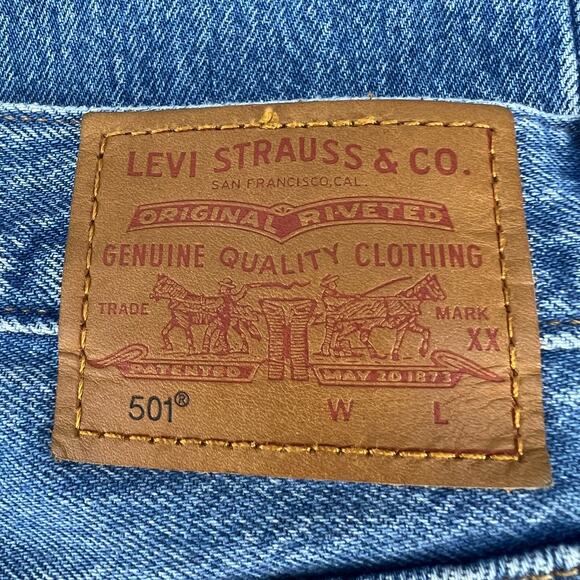 LEVI STRAUSS & CO.
SAN FRANCISCO, CAL.
ORIGINAL RIVETED
GENUINE QUALITY CLOTHING
TRADE MARK
XX
PATENTED MAY 20 1873
501® W L